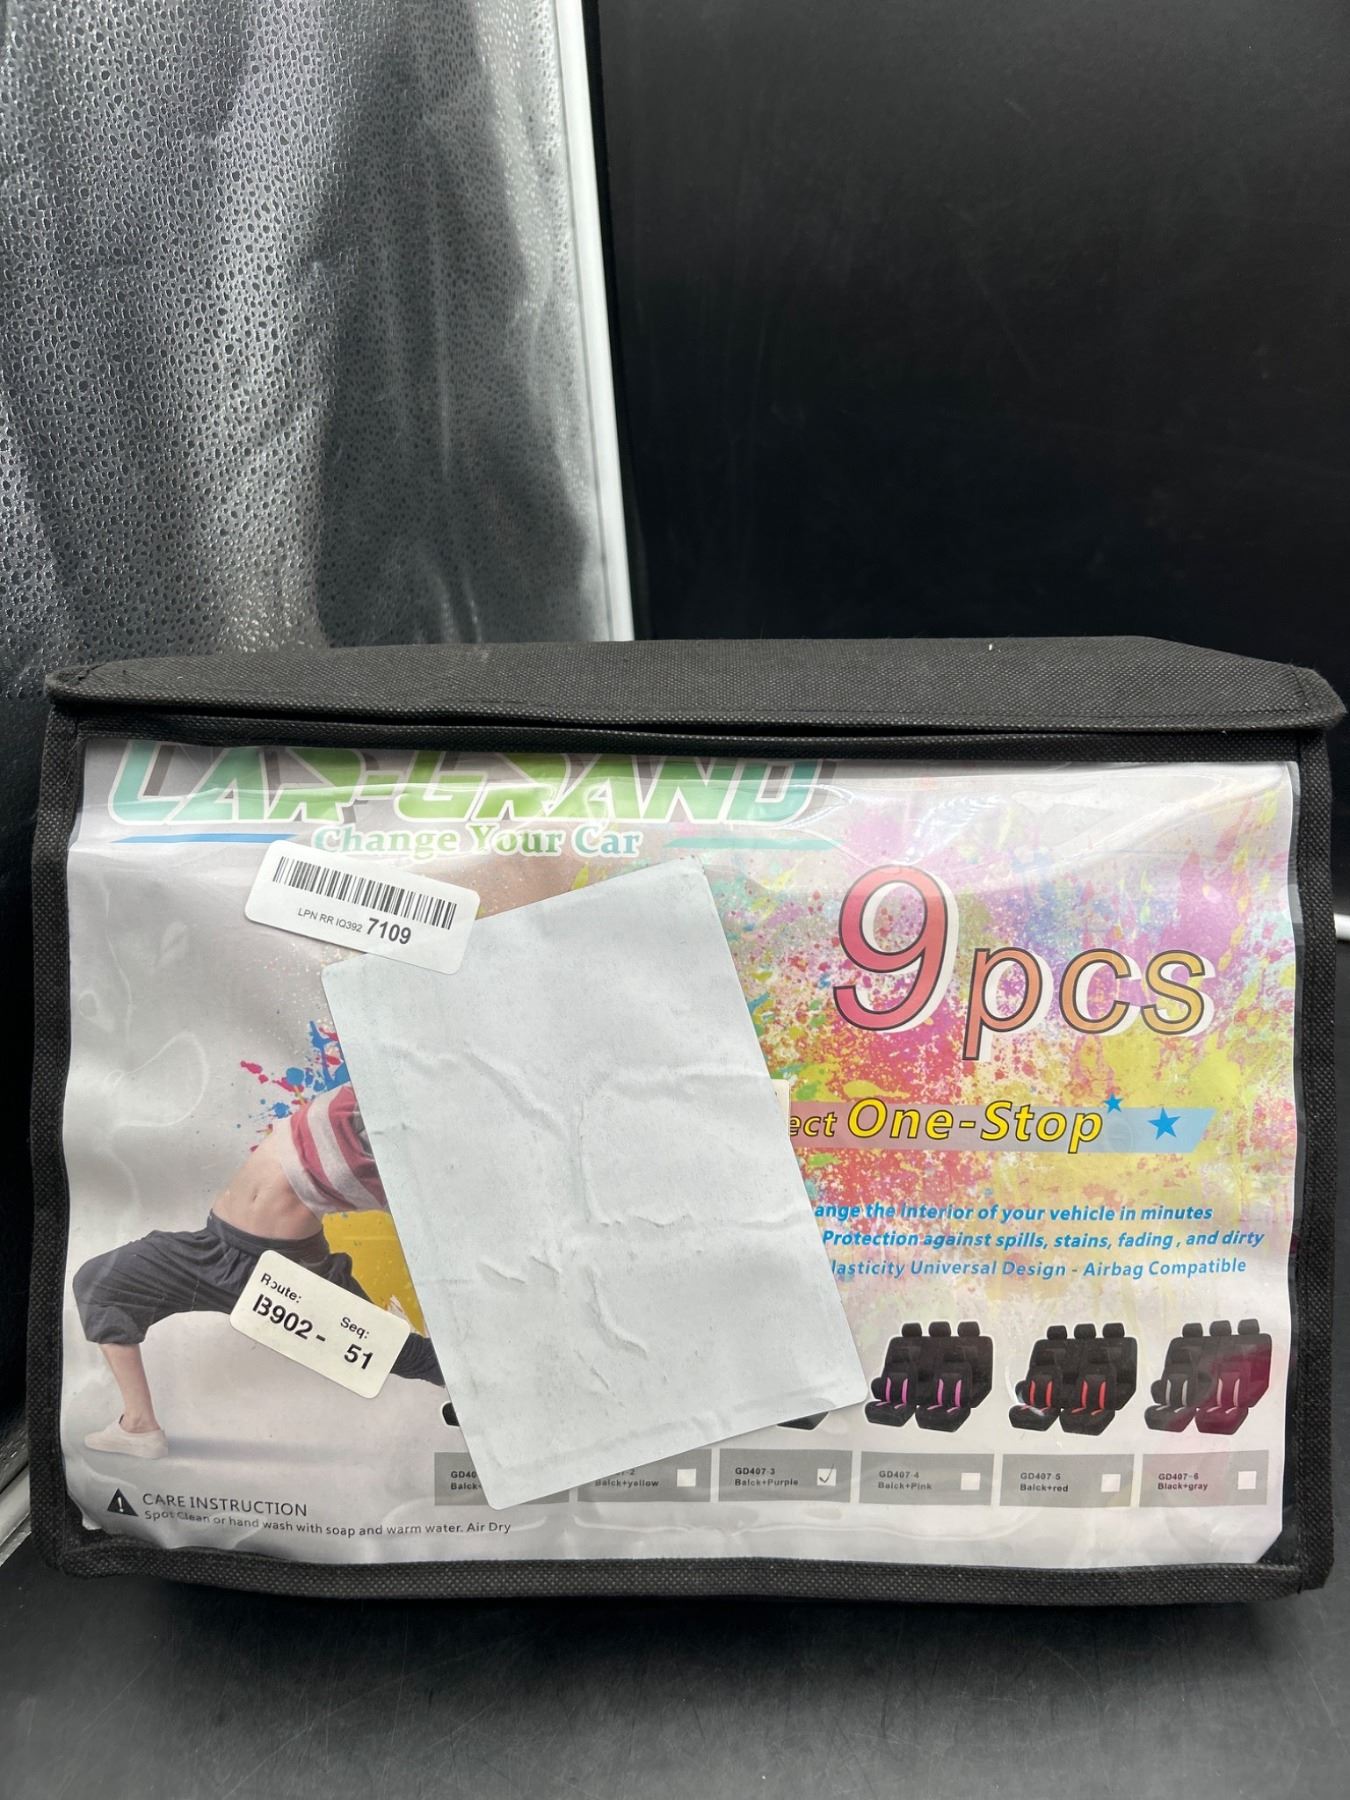 CAR-GRAND
Change Your Car
LPN RR IQ392 7109
9pcs
One-Stop
the interior of your vehicle in minutes
Protection against spills, stains, fading, and dirty
Universal Design - Airbag Compatible
Route:
B902-
Seq:
51
GD407-3
Balck+Purple
GD407-4
Balck+Pink
GD407-5
Balck+red
GD407-6
Black+gray
Balck+yellow
CARE INSTRUCTION
Spot Clean or hand wash with soap and warm water. Air Dry